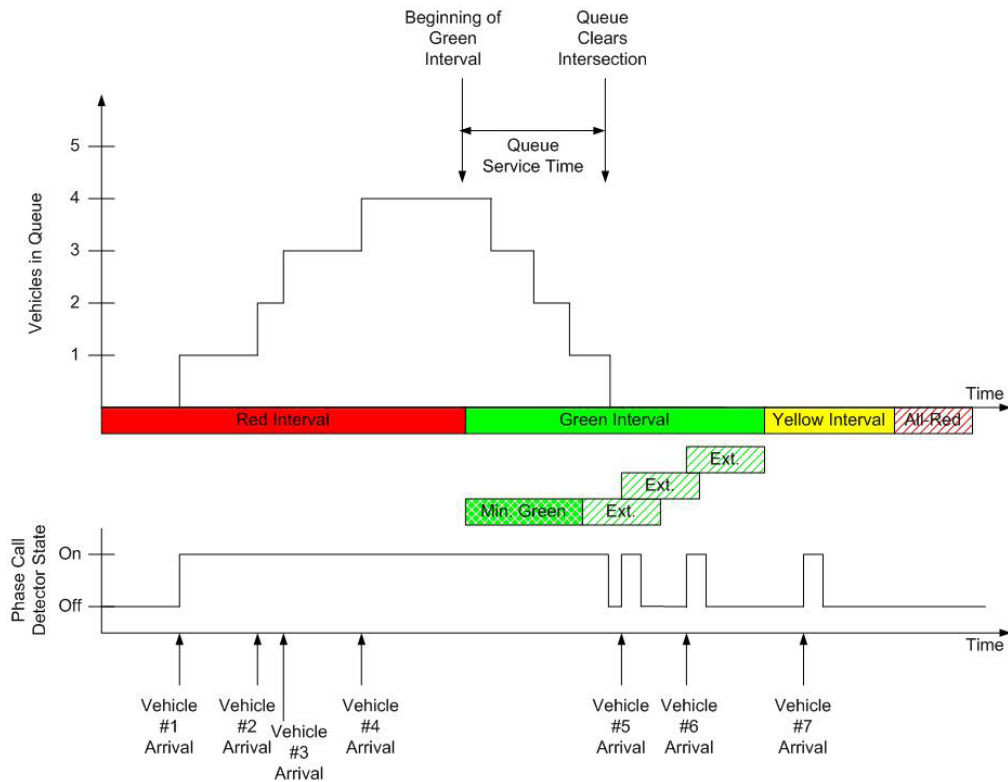 Beginning of
Green
Interval
Queue
Clears
Intersection
Queue
Service Time
Vehicles in Queue
5
4
3
2
1
Time
Red Interval
Green Interval
Yellow Interval
All-Red
Ext.
Ext.
Min. Green
Ext.
Phase Call
Detector State
On
Off
Time
Vehicle
#1
Arrival
Vehicle
#2
Arrival
Vehicle
#3
Arrival
Vehicle
#4
Arrival
Vehicle
#5
Arrival
Vehicle
#6
Arrival
Vehicle
#7
Arrival